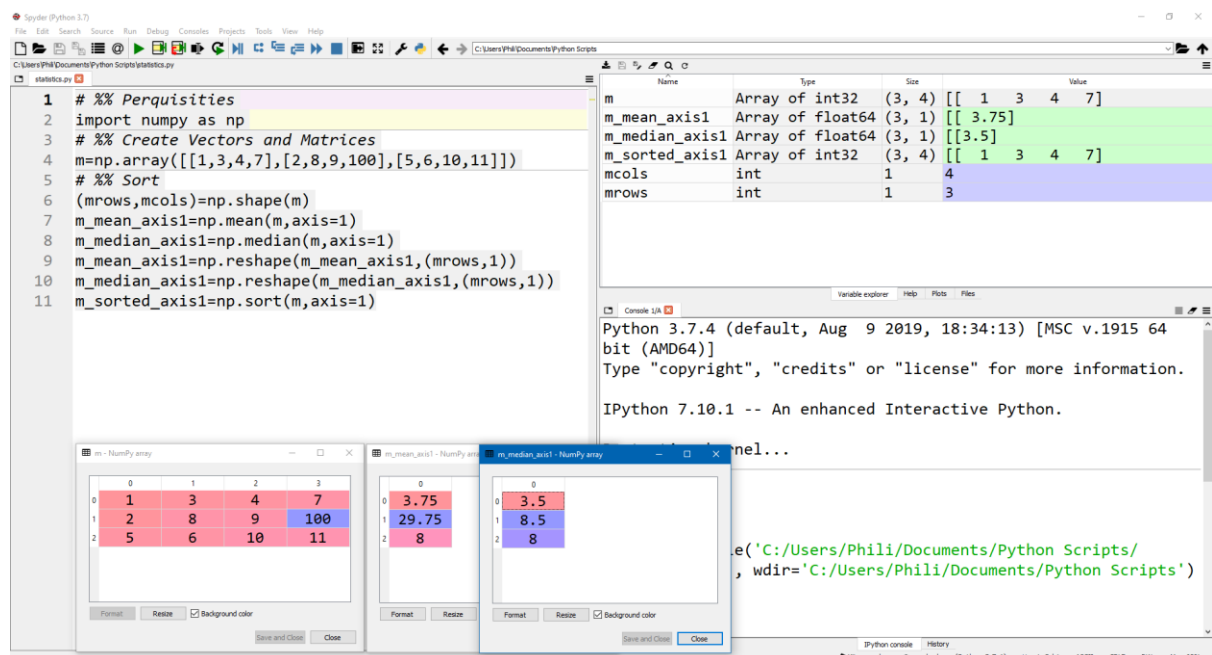 Spyder (Python 3.7)
File Edit Search Source Run Debug Consoles Projects Tools View Help
C:\Users\Phili\Documents\Python Scripts
C:\Users\Phili\Documents\Python Scripts\statistics.py
statistics.py
1 # %% Perquisities
2 import numpy as np
3 # %% Create Vectors and Matrices
4 m=np.array([[1,3,4,7],[2,8,9,100],[5,6,10,11]])
5 # %% Sort
6 (mrows,mcols)=np.shape(m)
7 m_mean_axis1=np.mean(m,axis=1)
8 m_median_axis1=np.median(m,axis=1)
9 m_mean_axis1=np.reshape(m_mean_axis1,(mrows,1))
10 m_median_axis1=np.reshape(m_median_axis1,(mrows,1))
11 m_sorted_axis1=np.sort(m,axis=1)
Name Type Size Value
m Array of int32 (3, 4) [[ 1 3 4 7]
m_mean_axis1 Array of float64 (3, 1) [[ 3.75]
m_median_axis1 Array of float64 (3, 1) [[3.5]
m_sorted_axis1 Array of int32 (3, 4) [[ 1 3 4 7]
mcols int 1 4
mrows int 1 3
Variable explorer Help Plots Files
Console 1/A
Python 3.7.4 (default, Aug 9 2019, 18:34:13) [MSC v.1915 64
bit (AMD64)]
Type "copyright", "credits" or "license" for more information.
IPython 7.10.1 -- An enhanced Interactive Python.
nel...
e('C:/Users/Phili/Documents/Python Scripts/
, wdir='C:/Users/Phili/Documents/Python Scripts')
IPython console History
m - NumPy array
0 1 2 3
0 1 3 4 7
1 2 8 9 100
2 5 6 10 11
Format Resize Background color
Save and Close Close
m_mean_axis1 - NumPy arr
0
0 3.75
1 29.75
2 8
Format Resize
m_median_axis1 - NumPy array
0
0 3.5
1 8.5
2 8
Format Resize Background color
Save and Close Close